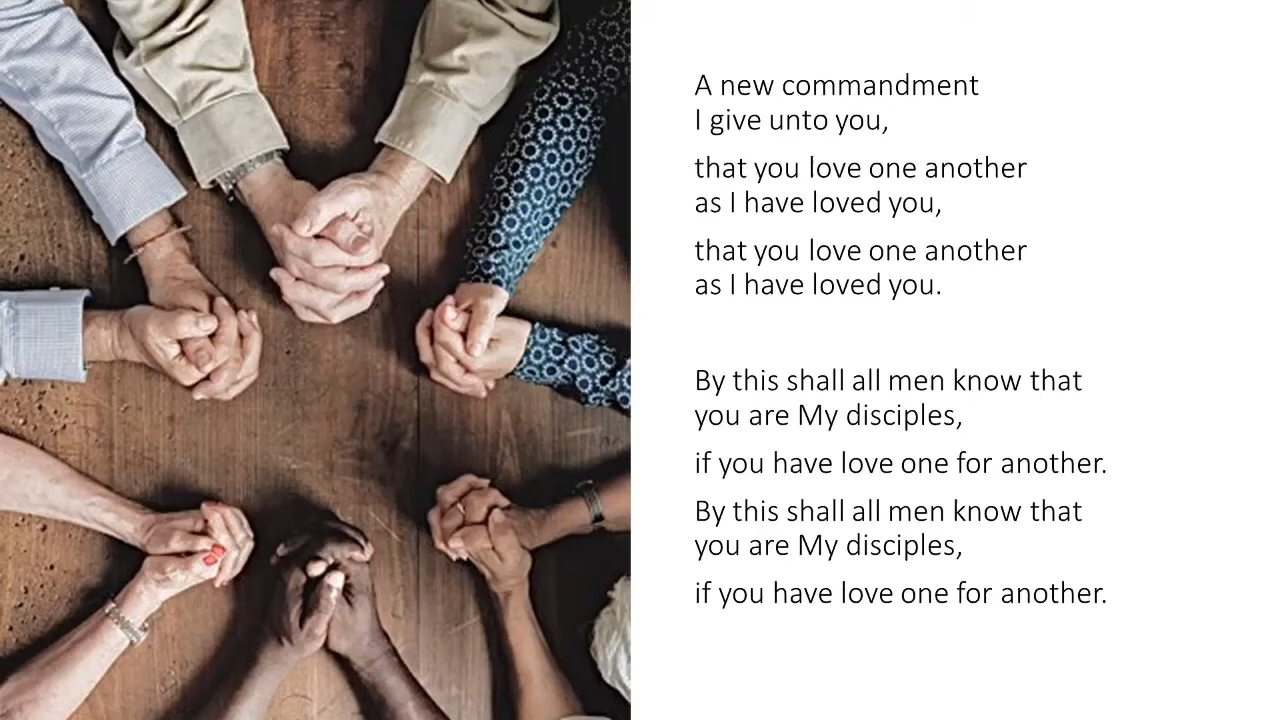 A new commandment
I give unto you,
that you love one another
as I have loved you,
that you love one another
as I have loved you.
By this shall all men know that
you are My disciples,
if you have love one for another.
By this shall all men know that
you are My disciples,
if you have love one for another.